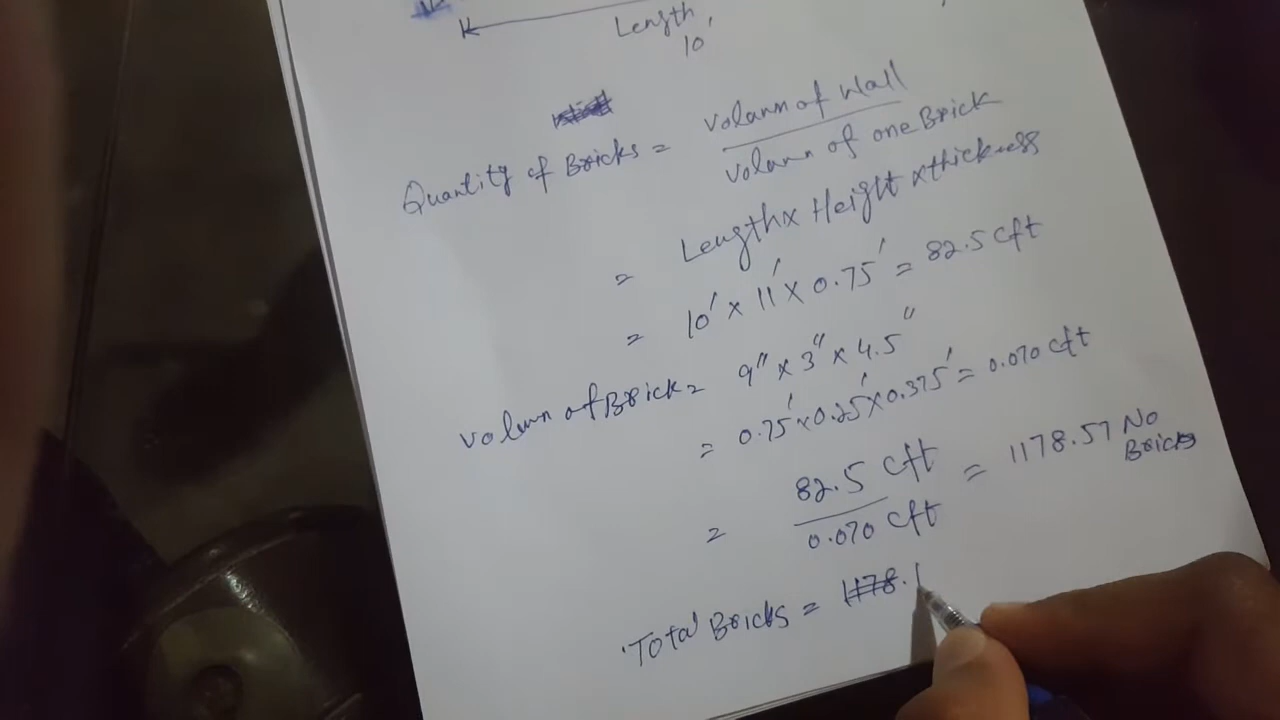 Length
10'
Quantity of Bricks = Volumn of Wall
Volumn of one Brick
= Length x Height x thickness
= 10' x 11' x 0.75' = 82.5 cft
Volumn of Brick = 9" x 3" x 4.5"
= 0.75' x 0.25' x 0.375' = 0.070 cft
= 82.5 cft = 1178.57 No
0.070 cft Bricks
Total Bricks =